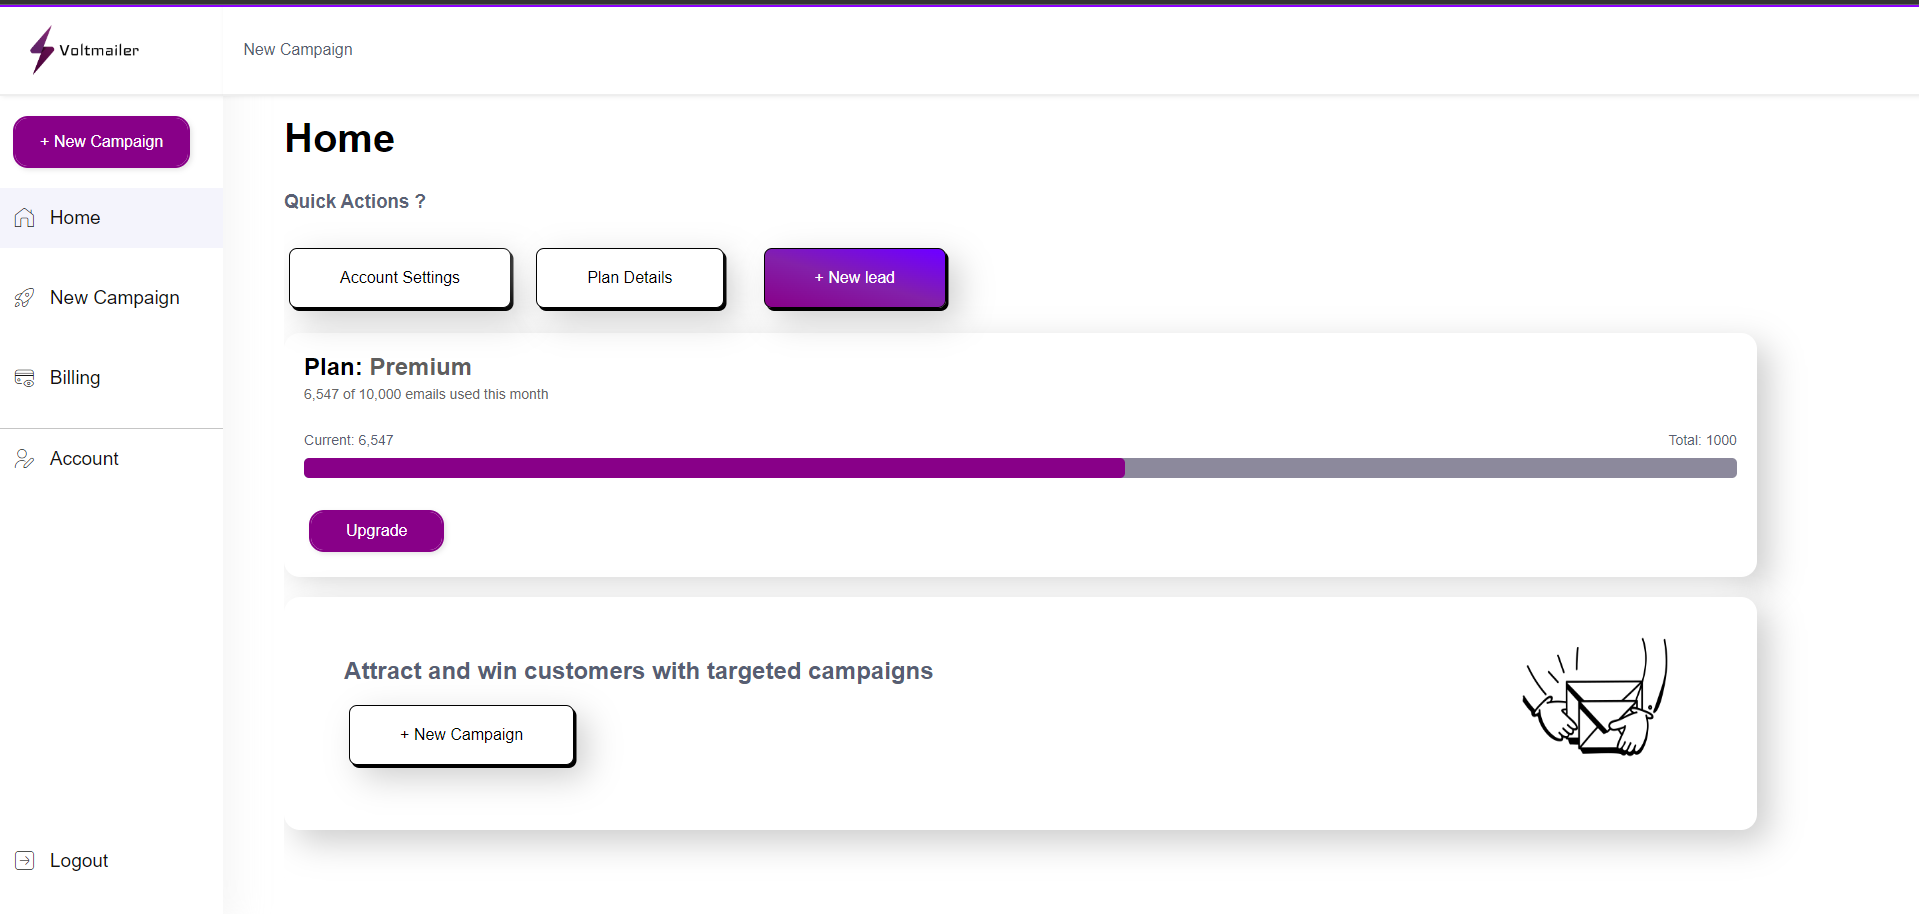 Voltmailer
New Campaign
+ New Campaign
Home
New Campaign
Billing
Account
Logout
Home
Quick Actions ?
Account Settings
Plan Details
+ New lead
Plan: Premium
6,547 of 10,000 emails used this month
Current: 6,547
Total: 1000
Upgrade
Attract and win customers with targeted campaigns
+ New Campaign